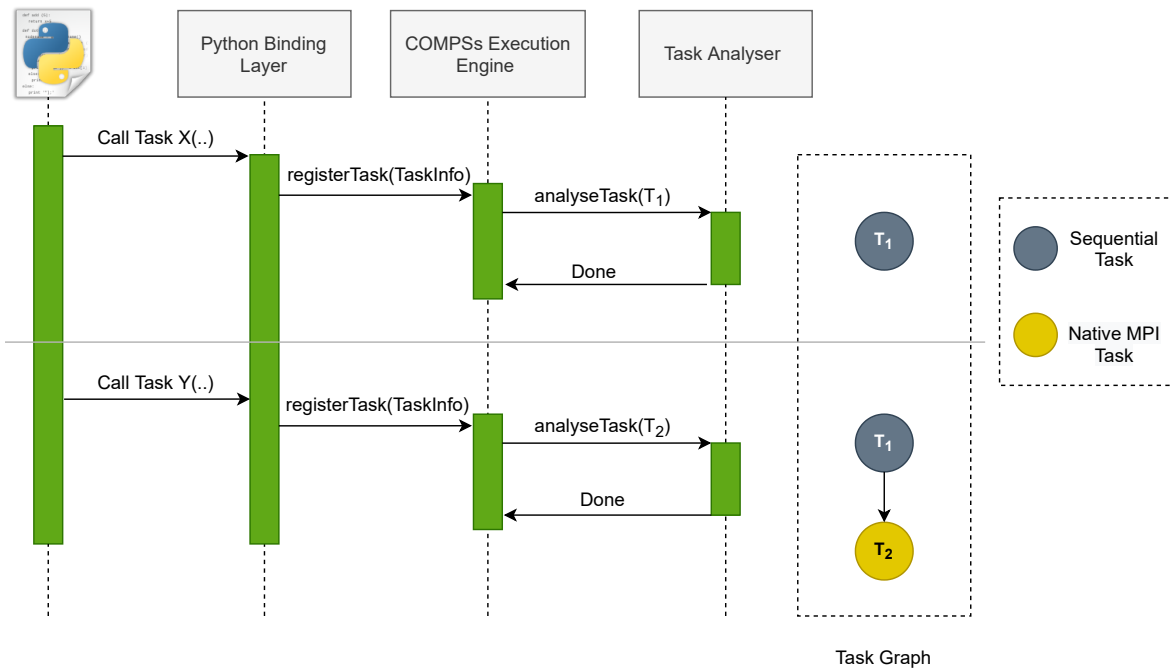 Python Binding
Layer
COMPSs Execution
Engine
Task Analyser
Call Task X(..)
registerTask(TaskInfo)
analyseTask(T1)
Done
T1
Sequential
Task
Native MPI
Task
Call Task Y(..)
registerTask(TaskInfo)
analyseTask(T2)
Done
T1
T2
Task Graph